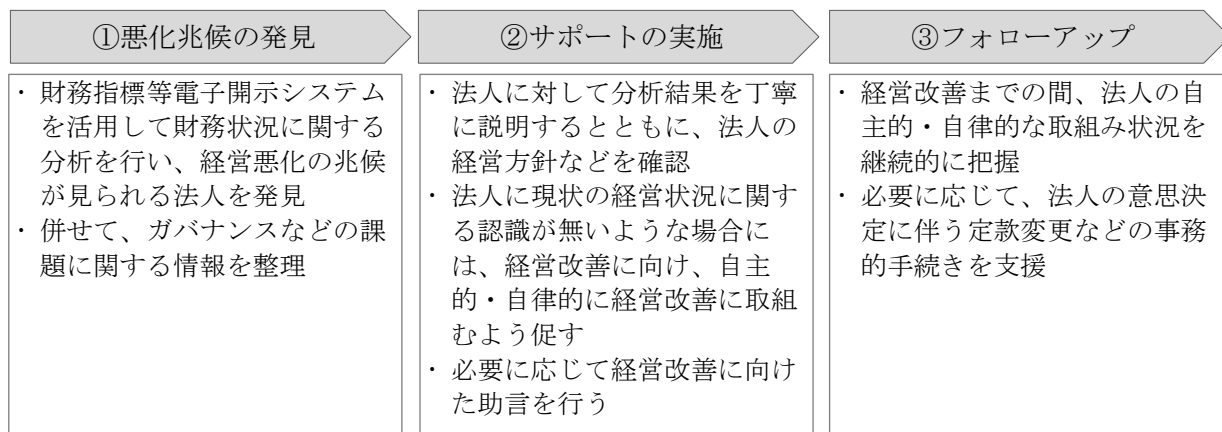 ①悪化兆候の発見
・ 財務指標等電子開示システム
を活用して財務状況に関する
分析を行い、経営悪化の兆候
が見られる法人を発見
・ 併せて、ガバナンスなどの課
題に関する情報を整理
②サポートの実施
・ 法人に対して分析結果を丁寧
に説明するとともに、法人の
経営方針などを確認
・ 法人に現状の経営状況に関す
る認識が無いような場合に
は、経営改善に向け、自主
的・自律的に経営改善に取組
むよう促す
・ 必要に応じて経営改善に向け
た助言を行う
③フォローアップ
・ 経営改善までの間、法人の自
主的・自律的な取組み状況を
継続的に把握
・ 必要に応じて、法人の意思決
定に伴う定款変更などの事務
的手続きを支援